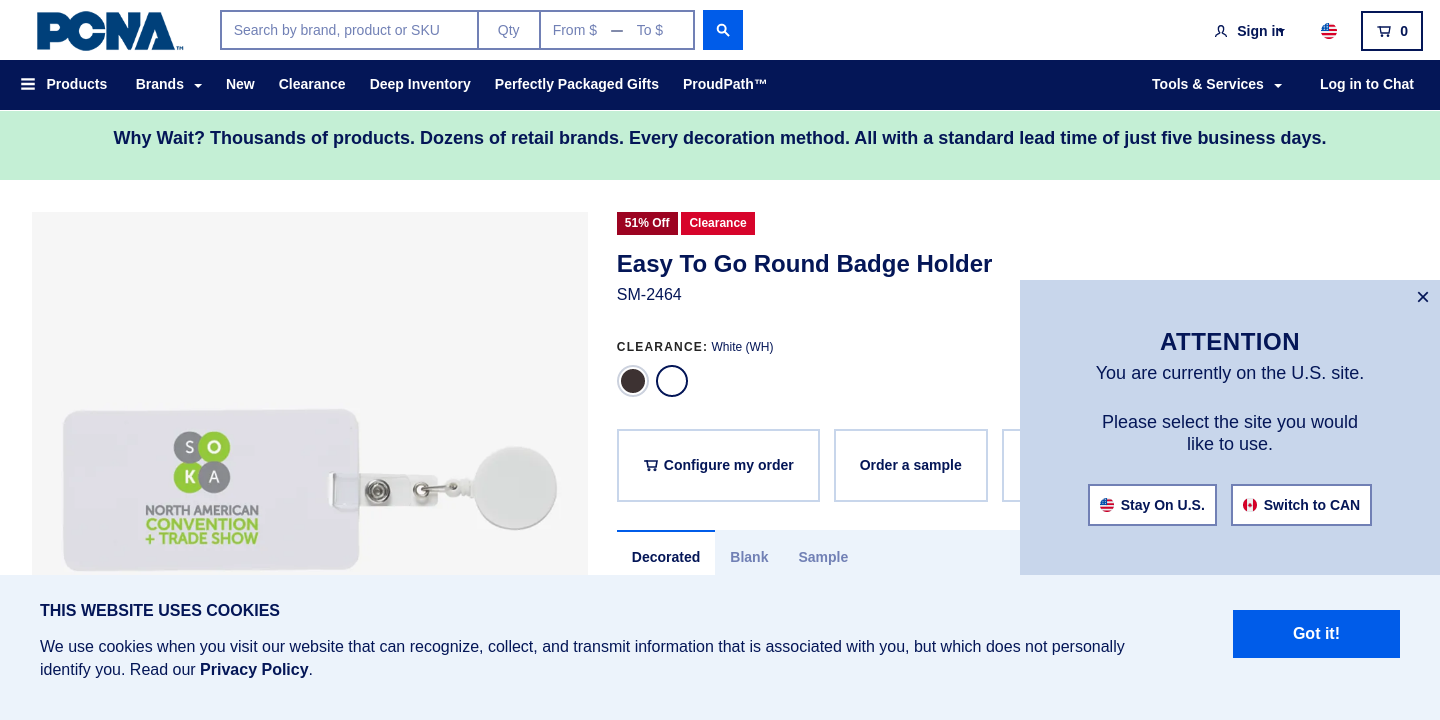 PCNA™
Search by brand, product or SKU
Qty
From $ — To $
Sign in
0
Products
Brands
New
Clearance
Deep Inventory
Perfectly Packaged Gifts
ProudPath™
Tools & Services
Log in to Chat
Why Wait? Thousands of products. Dozens of retail brands. Every decoration method. All with a standard lead time of just five business days.
51% Off
Clearance
Easy To Go Round Badge Holder
SM-2464
CLEARANCE: White (WH)
Configure my order
Order a sample
Decorated
Blank
Sample
SO
KA
NORTH AMERICAN
CONVENTION
+ TRADE SHOW
×
ATTENTION
You are currently on the U.S. site.
Please select the site you would
like to use.
Stay On U.S.
Switch to CAN
THIS WEBSITE USES COOKIES
We use cookies when you visit our website that can recognize, collect, and transmit information that is associated with you, but which does not personally
identify you. Read our Privacy Policy.
Got it!